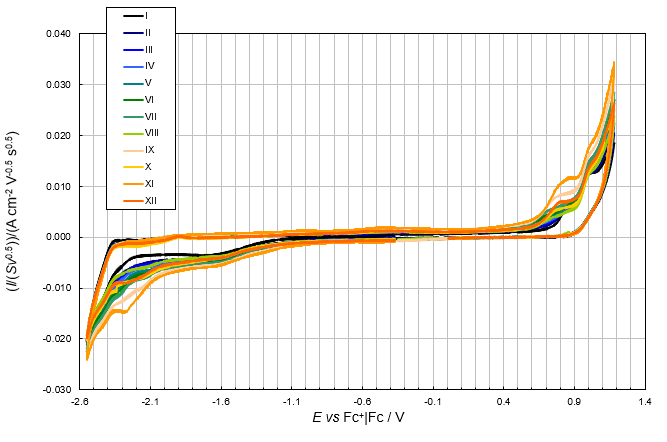 I
II
III
IV
V
VI
VII
VIII
IX
X
XI
XII
0.040
0.030
0.020
0.010
0.000
-0.010
-0.020
-0.030
(I/(Sv^0.5))/(A cm^-2 V^-0.5 s^0.5)
-2.6 -2.1 -1.6 -1.1 -0.6 -0.1 0.4 0.9 1.4
E vs Fc+|Fc / V